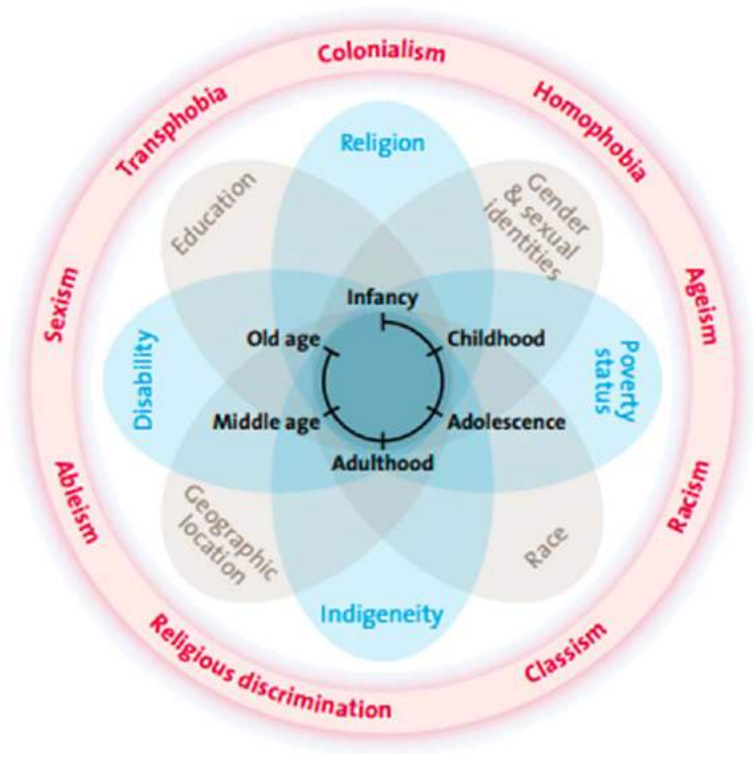 Colonialism
Homophobia
Ageism
Racism
Classism
Religious discrimination
Ableism
Sexism
Transphobia
Religion
Gender
& sexual
identities
Poverty
status
Race
Indigeneity
Geographic
location
Disability
Education
Infancy
Childhood
Adolescence
Adulthood
Middle age
Old age